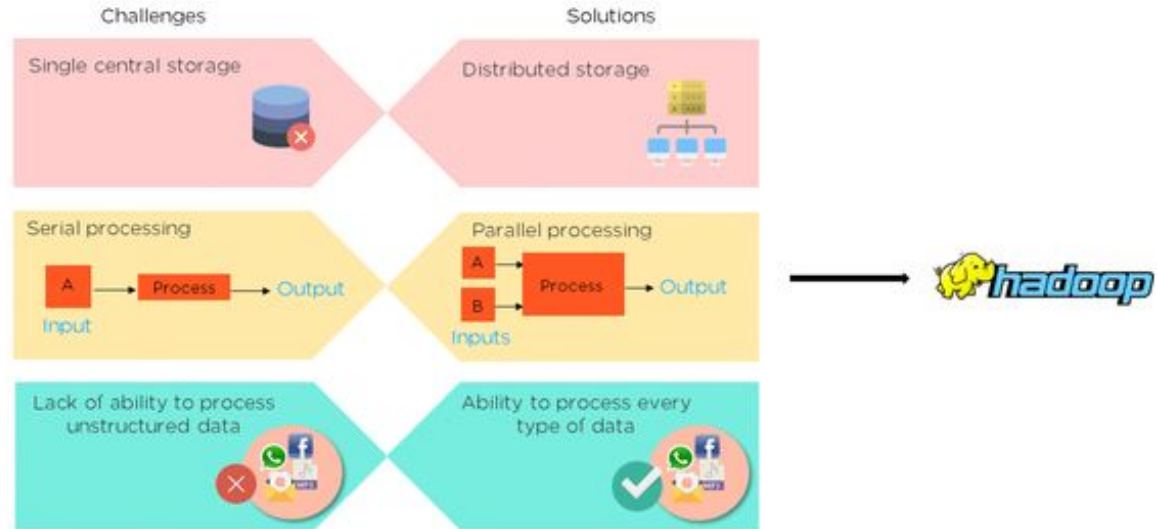 Challenges
Solutions
Single central storage
Distributed storage
Serial processing
A
Process
Output
Input
Parallel processing
A
B
Process
Output
Inputs
hadoop
Lack of ability to process
unstructured data
Ability to process every
type of data